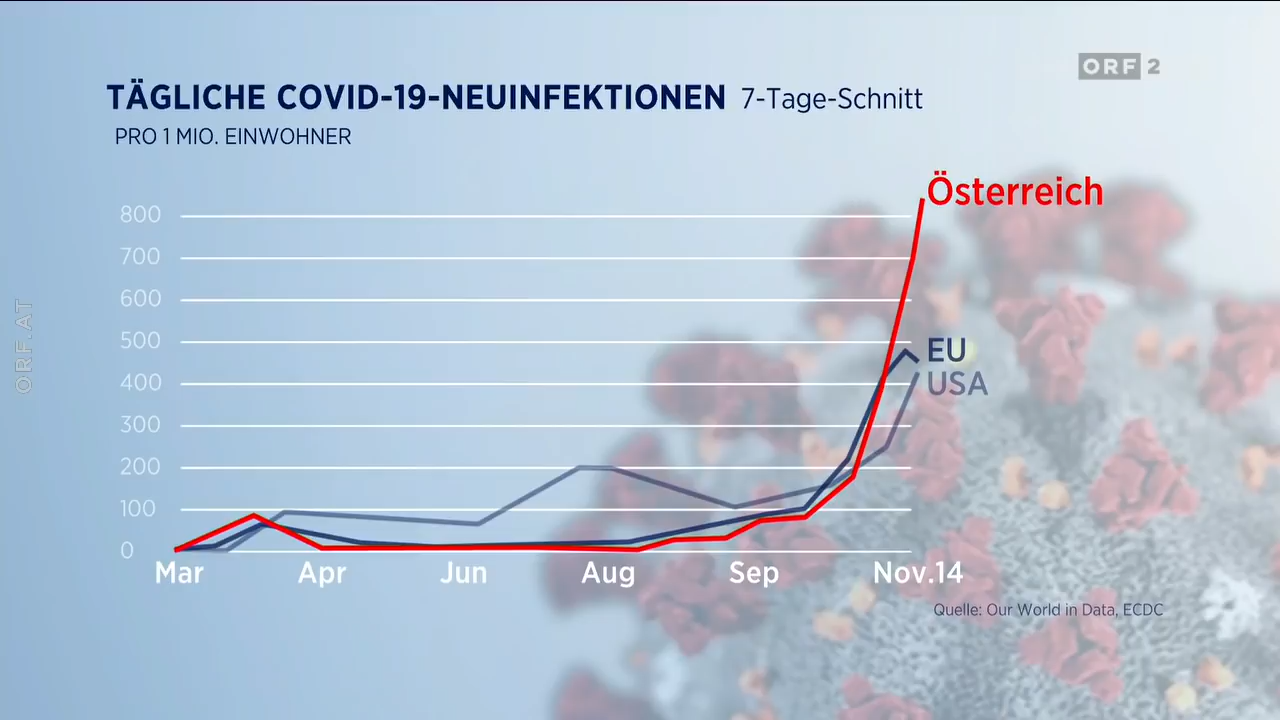 ORF 2
TÄGLICHE COVID-19-NEUINFEKTIONEN 7-Tage-Schnitt
PRO 1 MIO. EINWOHNER
Österreich
800
700
600
500
EU
400
USA
300
200
100
0
Mar Apr Jun Aug Sep Nov.14
Quelle: Our World in Data, ECDC
ORF.AT